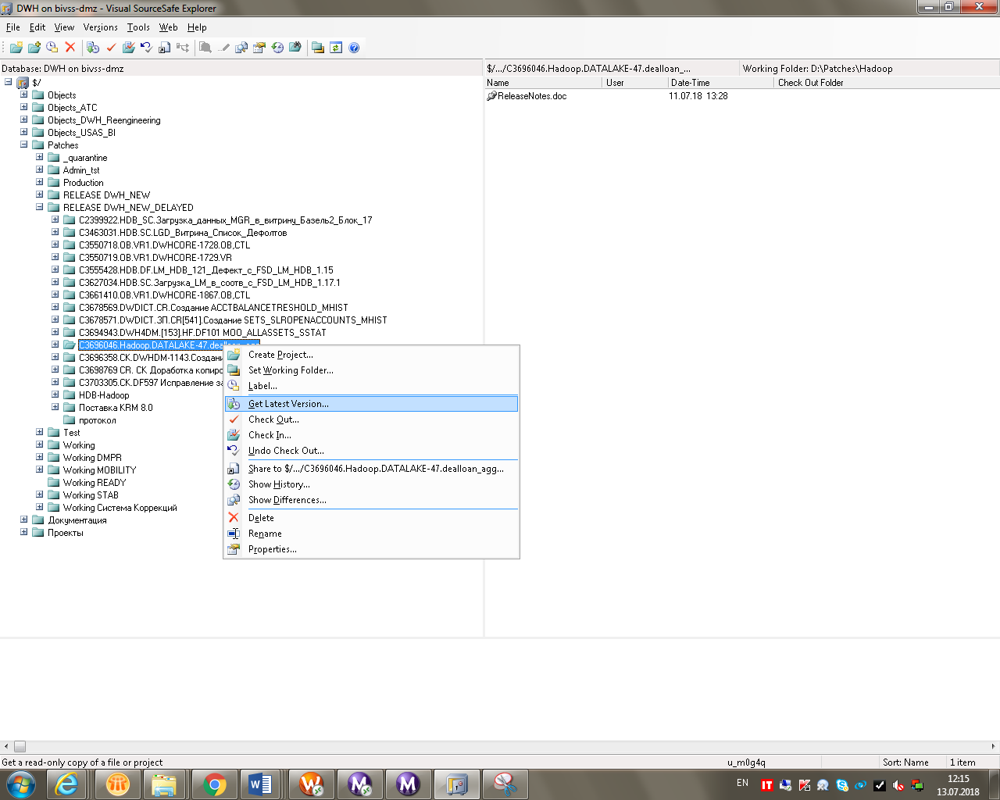 DWH on bivss-dmz - Visual SourceSafe Explorer
File Edit View Versions Tools Web Help
Database: DWH on bivss-dmz
$/.../C3696046.Hadoop.DATALAKE-47.dealloan_... Working Folder: D:\Patches\Hadoop
Name User Date-Time Check Out Folder
ReleaseNotes.doc 11.07.18 13:28
$/
Objects
Objects_ATC
Objects_DWH_Reengineering
Objects_USAS_BI
Patches
_quarantine
Admin_tst
Production
RELEASE DWH_NEW
RELEASE DWH_NEW_DELAYED
C2399922.HDB_SC.Загрузка_данных_MGR_в_витрину_Базель2_Блок_17
C3463031.HDB.SC.LGD_Витрина_Список_Дефолтов
C3550718.OB.VR1.DWHCORE-1728.OB,CTL
C3550719.OB.VR1.DWHCORE-1729.VR
C3555428.HDB.DF.LM_HDB_121_Дефект_с_FSD_LM_HDB_1.15
C3627034.HDB.SC.Загрузка_LM_в_соотв_с_FSD_LM_HDB_1.17.1
C3661410.OB.VR1.DWHCORE-1867.OB,CTL
C3678569.DWDICT.CR.Создание ACCTBALANCETRESHOLD_MHIST
C3678571.DWDICT.ЗП.CR[541].Создание SETS_SLROPENACCOUNTS_MHIST
C3694943.DWH4DM.[153].HF.DF101 MOO_ALLASSETS_SSTAT
C3696046.Hadoop.DATALAKE-47.dealloan_agg
C3696358.CK.DWHDM-1143.Создани
C3698769 CR. CK Доработка копиро
C3703305.CK.DF597 Исправление за
HDB-Hadoop
Поставка KRM 8.0
протокол
Test
Working
Working DMPR
Working MOBILITY
Working READY
Working STAB
Working Система Коррекций
Документация
Проекты
Create Project...
Set Working Folder...
Label...
Get Latest Version...
Check Out...
Check In...
Undo Check Out...
Share to $/.../C3696046.Hadoop.DATALAKE-47.dealloan_agg...
Show History...
Show Differences...
Delete
Rename
Properties...
Get a read-only copy of a file or project u_m0g4q Sort: Name 1 item
EN 12:15
13.07.2018